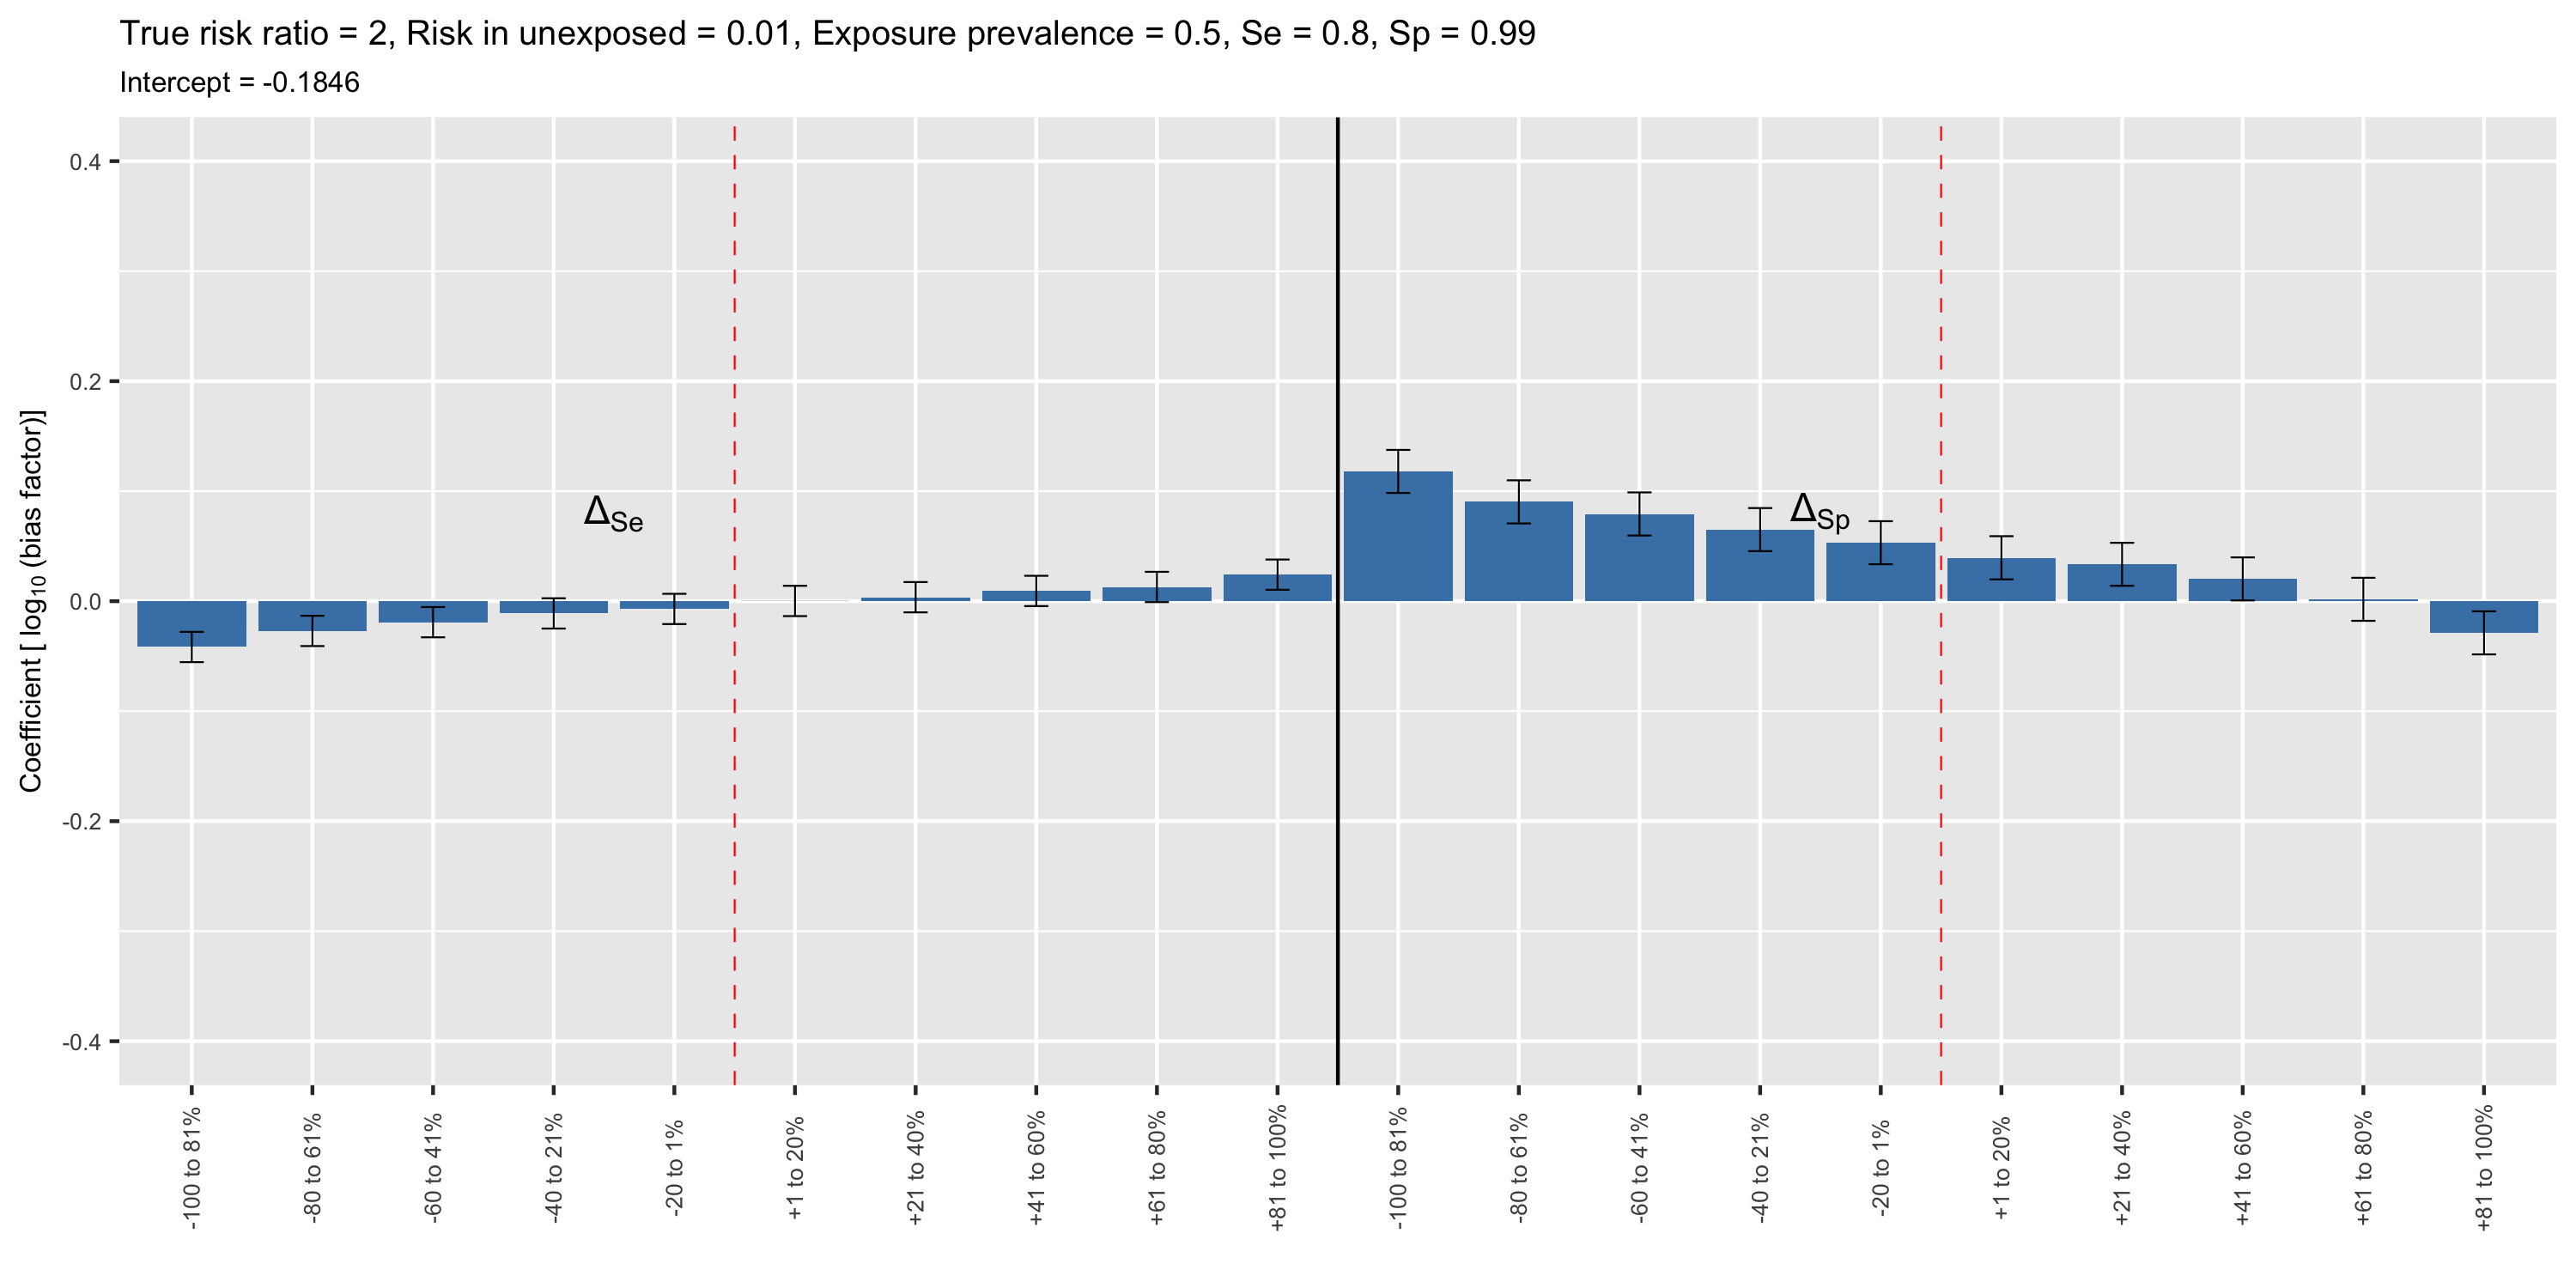 True risk ratio = 2, Risk in unexposed = 0.01, Exposure prevalence = 0.5, Se = 0.8, Sp = 0.99
Intercept = -0.1846
Coefficient [ log10 (bias factor)]
0.4
0.2
0.0
-0.2
-0.4
ΔSe
ΔSp
-100 to 81%
-80 to 61%
-60 to 41%
-40 to 21%
-20 to 1%
+1 to 20%
+21 to 40%
+41 to 60%
+61 to 80%
+81 to 100%
-100 to 81%
-80 to 61%
-60 to 41%
-40 to 21%
-20 to 1%
+1 to 20%
+21 to 40%
+41 to 60%
+61 to 80%
+81 to 100%